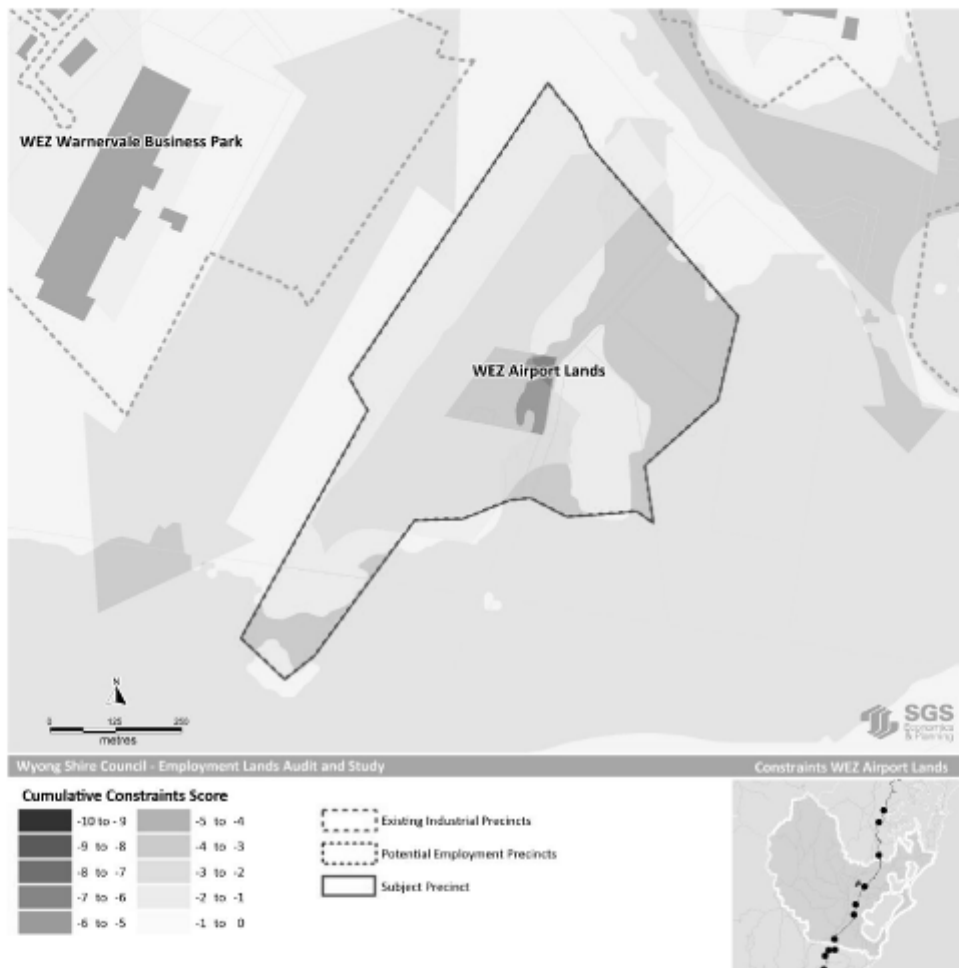 WEZ Warnervale Business Park
WEZ Airport Lands
N
0 125 250
metres
SGS
Economics
& Planning
Wyong Shire Council - Employment Lands Audit and Study
Constraints WEZ Airport Lands
Cumulative Constraints Score
-10 to -9
-9 to -8
-8 to -7
-7 to -6
-6 to -5
-5 to -4
-4 to -3
-3 to -2
-2 to -1
-1 to 0
Existing Industrial Precincts
Potential Employment Precincts
Subject Precinct